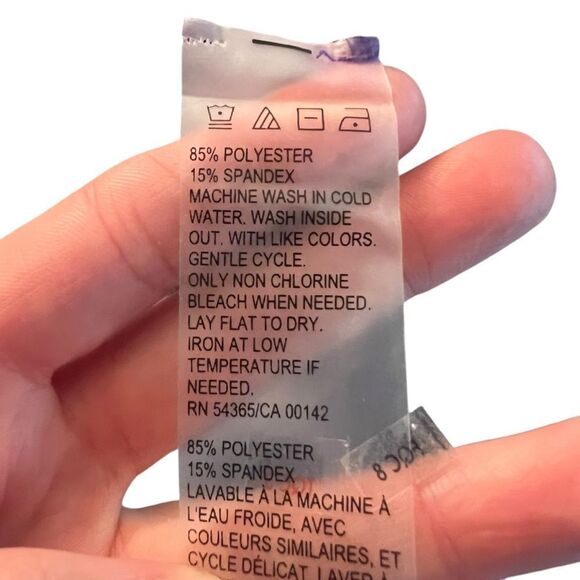 85% POLYESTER
15% SPANDEX
MACHINE WASH IN COLD
WATER. WASH INSIDE
OUT. WITH LIKE COLORS.
GENTLE CYCLE.
ONLY NON CHLORINE
BLEACH WHEN NEEDED.
LAY FLAT TO DRY.
IRON AT LOW
TEMPERATURE IF
NEEDED.
RN 54365/CA 00142
85% POLYESTER
15% SPANDEX
LAVABLE À LA MACHINE À
L'EAU FROIDE, AVEC
COULEURS SIMILAIRES, ET
CYCLE DÉLICAT. LAVER À